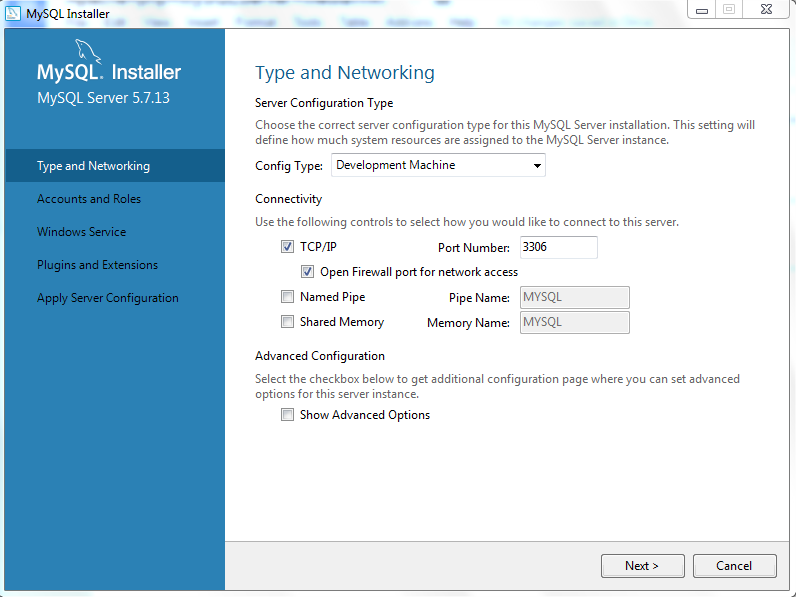 MySQL Installer
MySQL. Installer
MySQL Server 5.7.13
Type and Networking
Accounts and Roles
Windows Service
Plugins and Extensions
Apply Server Configuration
Type and Networking
Server Configuration Type
Choose the correct server configuration type for this MySQL Server installation. This setting will
define how much system resources are assigned to the MySQL Server instance.
Config Type: Development Machine
Connectivity
Use the following controls to select how you would like to connect to this server.
TCP/IP Port Number: 3306
Open Firewall port for network access
Named Pipe Pipe Name: MYSQL
Shared Memory Memory Name: MYSQL
Advanced Configuration
Select the checkbox below to get additional configuration page where you can set advanced
options for this server instance.
Show Advanced Options
Next > Cancel